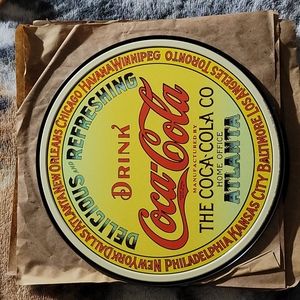 NEW YORK DALLAS ATLANTA NEW ORLEANS CHICAGO HAVANA WINNIPEG
LOS ANGELES TORONTO
BALTIMORE
KANSAS CITY
PHILADELPHIA
DELICIOUS AND REFRESHING
DRINK
Coca-Cola
MANUFACTURED BY
THE COCA-COLA CO
HOME OFFICE
ATLANTA